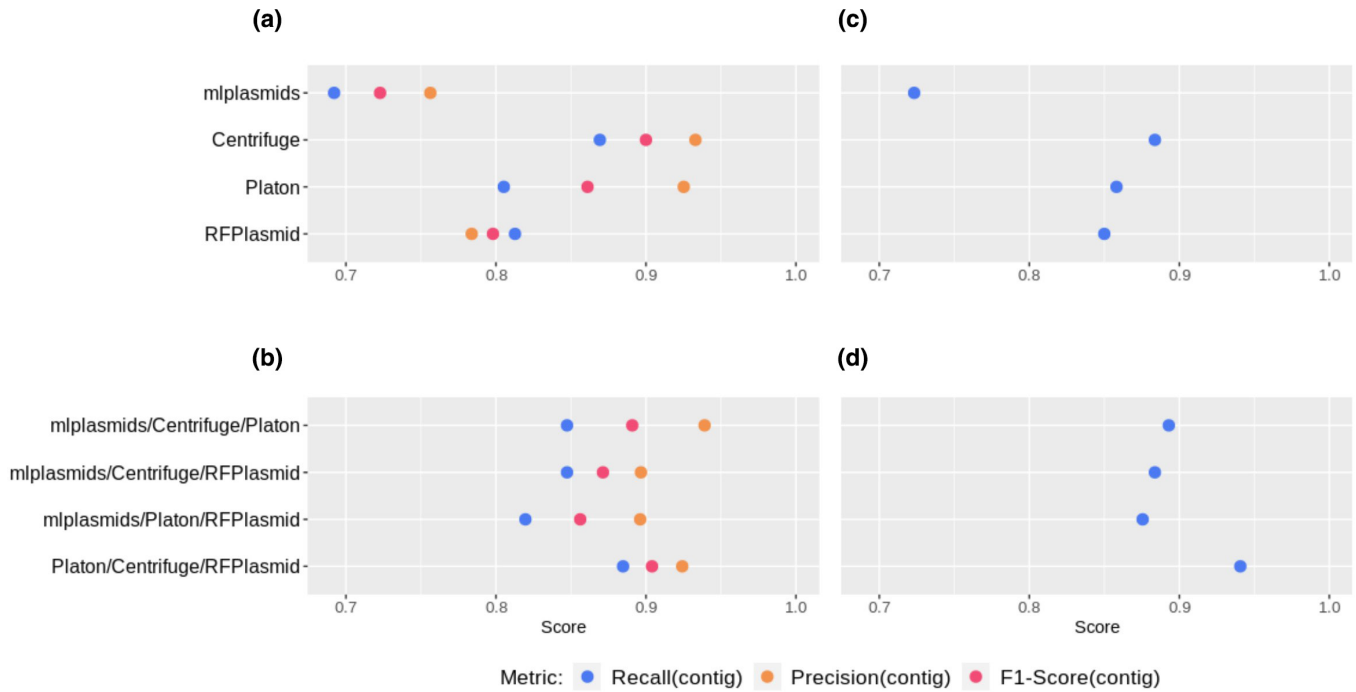 (a) (c)
mlplasmids
Centrifuge
Platon
RFPlasmid
0.7 0.8 0.9 1.0 0.7 0.8 0.9 1.0
(b) (d)
mlplasmids/Centrifuge/Platon
mlplasmids/Centrifuge/RFPlasmid
mlplasmids/Platon/RFPlasmid
Platon/Centrifuge/RFPlasmid
0.7 0.8 0.9 1.0 0.7 0.8 0.9 1.0
Score Score
Metric: Recall(contig) Precision(contig) F1-Score(contig)